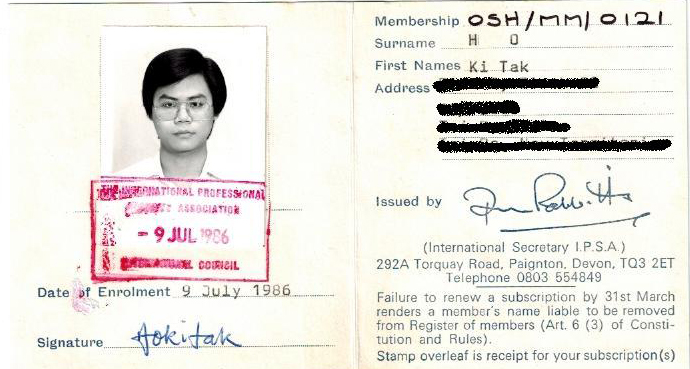 INTERNATIONAL PROFESSIONAL
ASSOCIATION
- 9 JUL 1986
INTERNATIONAL COUNCIL
Date of Enrolment 9 July 1986
Signature Hokitak
Membership OSH/MM/0121
Surname H O
First Names Ki Tak
Address
Issued by
(International Secretary I.P.S.A.)
292A Torquay Road, Paignton, Devon, TQ3 2ET
Telephone 0803 554849
Failure to renew a subscription by 31st March
renders a member's name liable to be removed
from Register of members (Art. 6 (3) of Consti-
tution and Rules).
Stamp overleaf is receipt for your subscription(s)